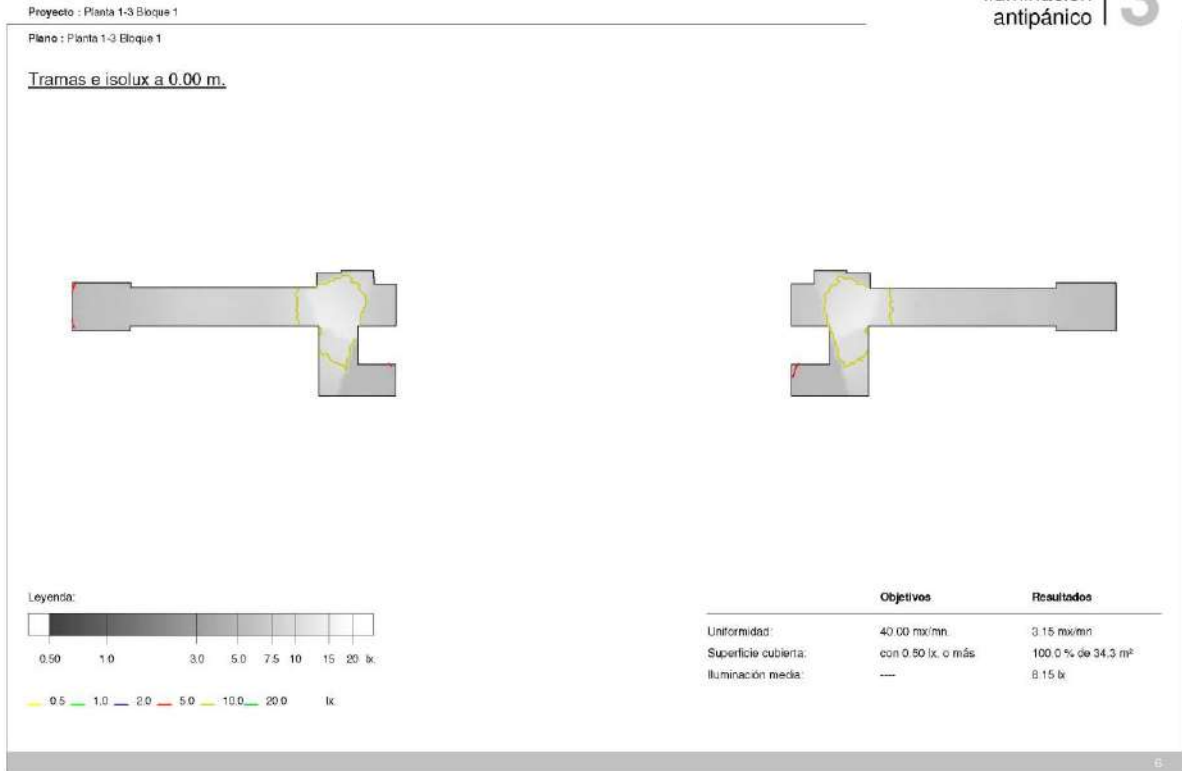 Proyecto : Planta 1-3 Bloque 1
antipánico
3
Plano : Planta 1-3 Bloque 1
Tramas e isolux a 0.00 m.
Leyenda:
0.50 1.0 3.0 5.0 7.5 10 15 20 lx.
0.5 1.0 2.0 5.0 10.0 20.0 lx.
Objetivos Resultados
Uniformidad: 40.00 mx/mn. 3.15 mx/mn
Superficie cubierta: con 0.50 lx. o más 100.0 % de 34.3 m²
Iluminación media: ---- 8.15 lx
6